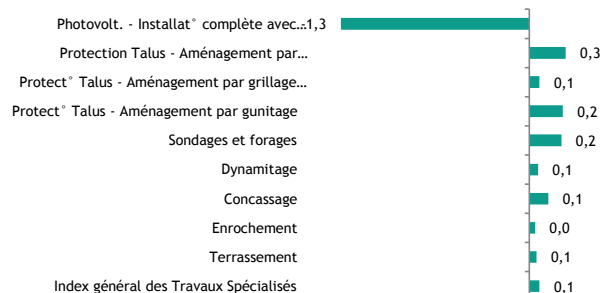 Photovolt. - Installat° complète avec… -1,3
Protection Talus - Aménagement par… 0,3
Protect° Talus - Aménagement par grillage… 0,1
Protect° Talus - Aménagement par gunitage 0,2
Sondages et forages 0,2
Dynamitage 0,1
Concassage 0,1
Enrochement 0,0
Terrassement 0,1
Index général des Travaux Spécialisés 0,1